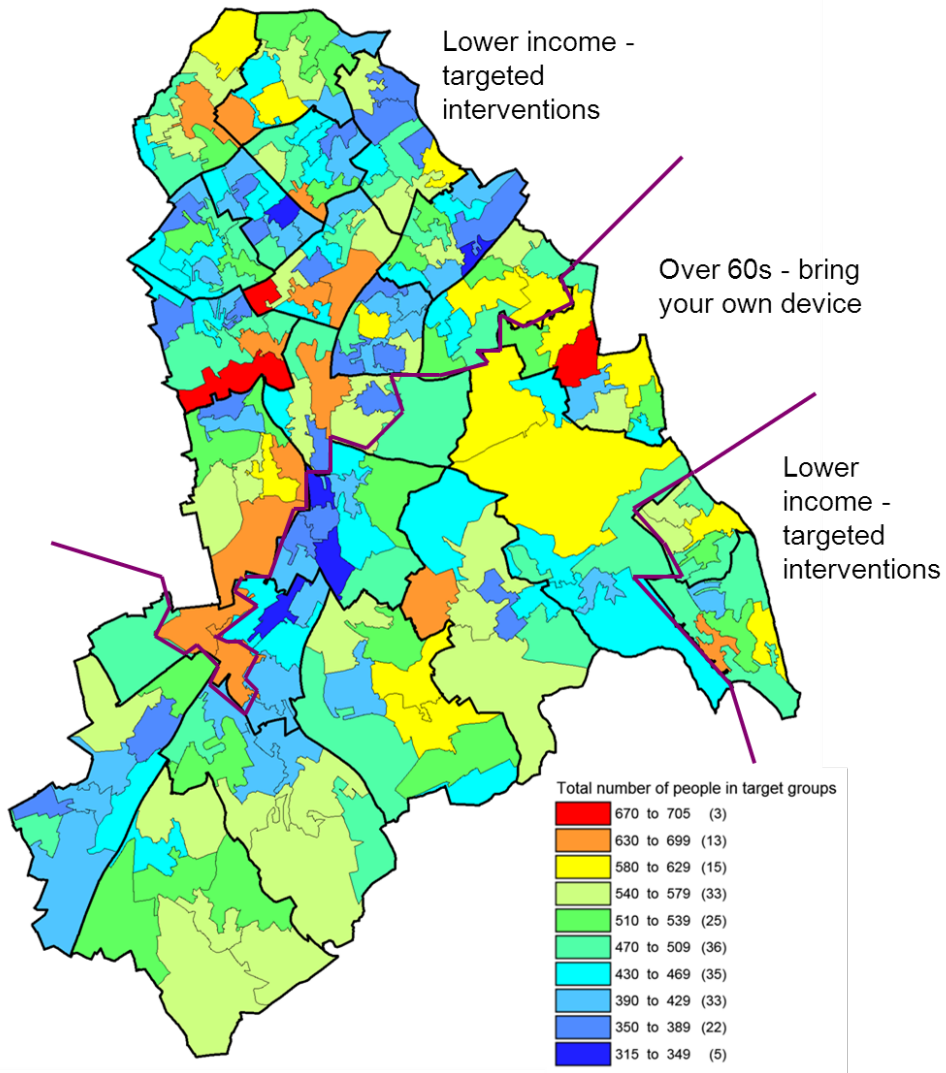 Lower income -
targeted
interventions
Over 60s - bring
your own device
Lower
income -
targeted
interventions
Total number of people in target groups
670 to 705 (3)
630 to 699 (13)
580 to 629 (15)
540 to 579 (33)
510 to 539 (25)
470 to 509 (36)
430 to 469 (35)
390 to 429 (33)
350 to 389 (22)
315 to 349 (5)